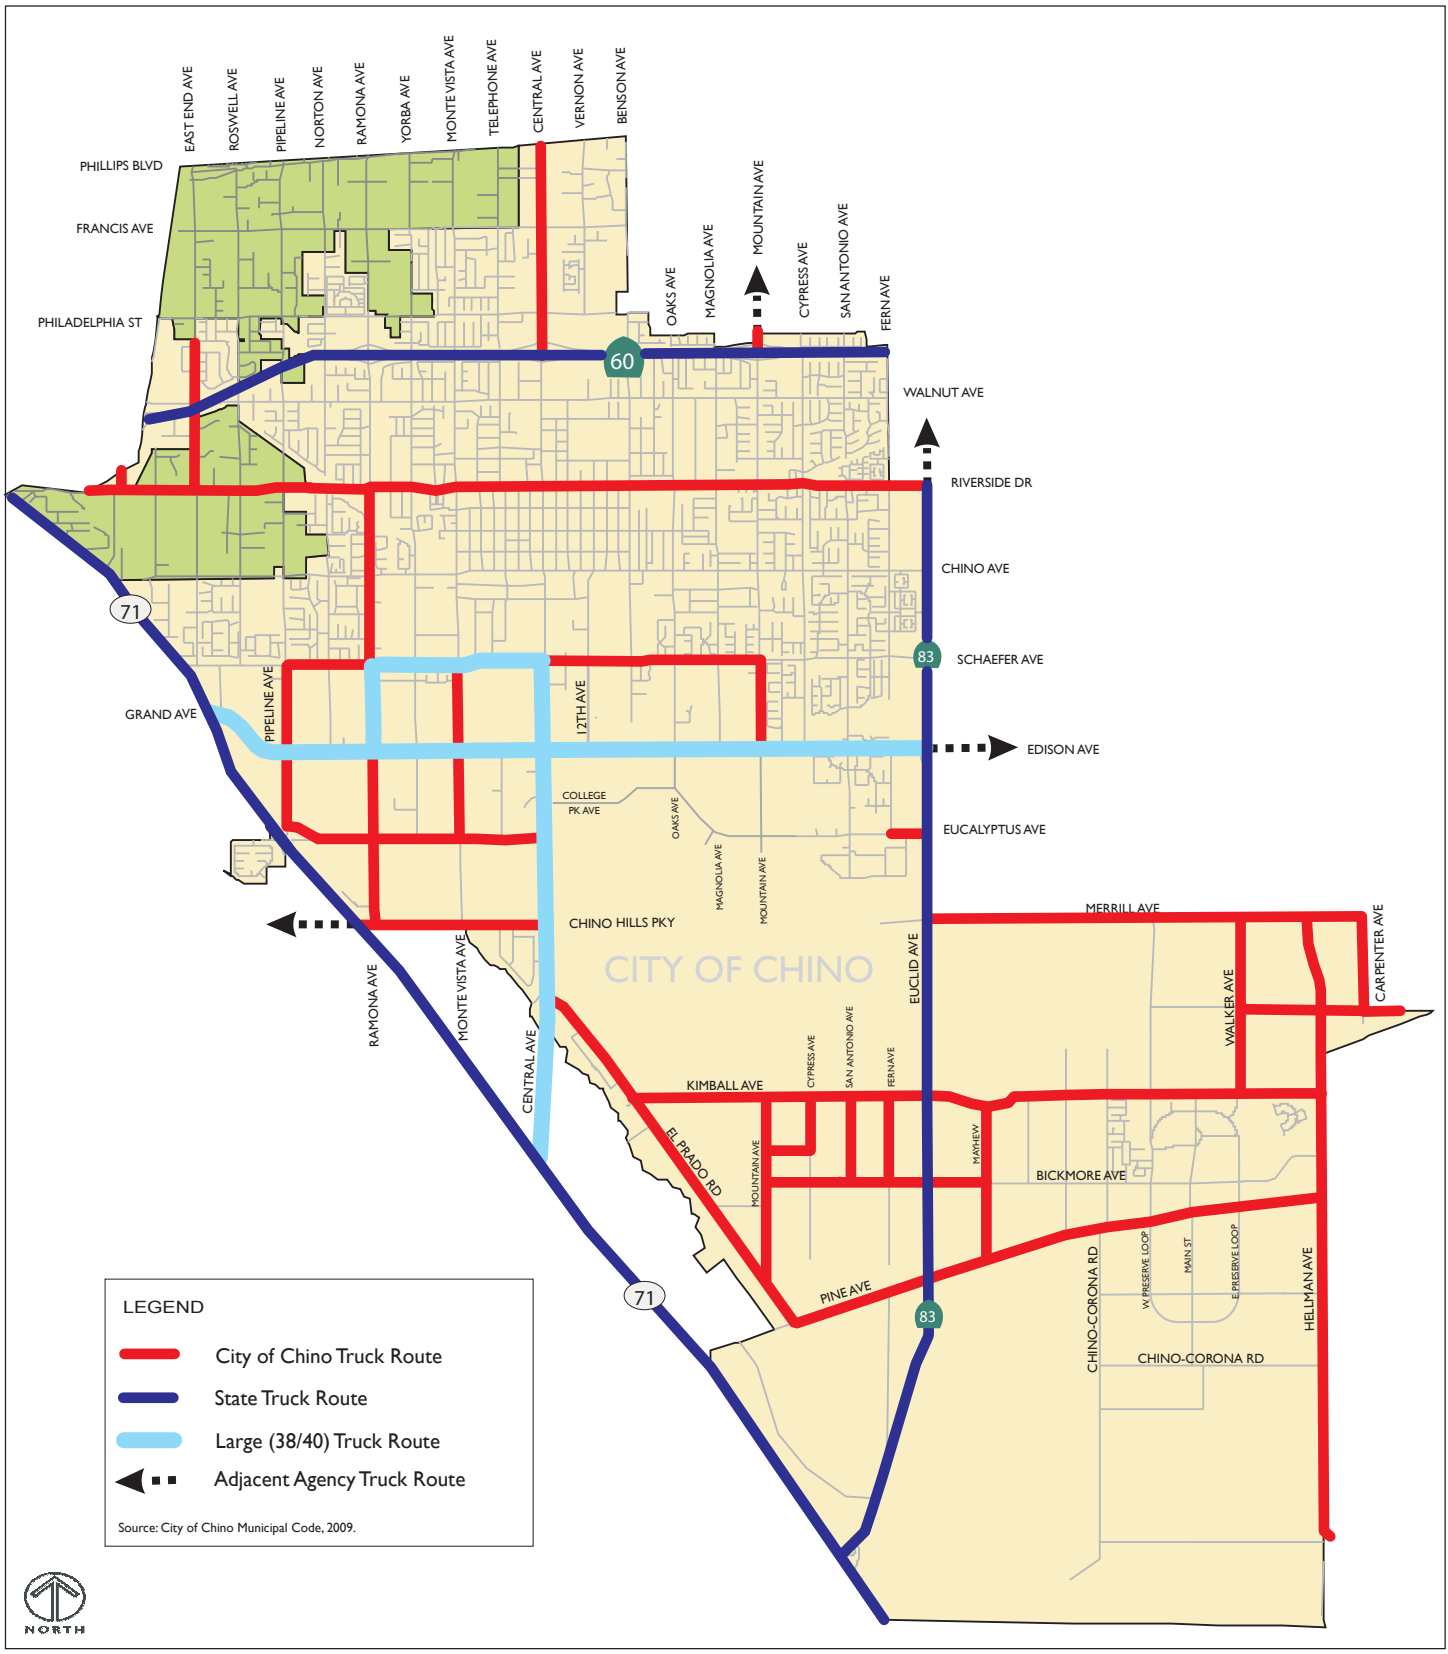 EAST END AVE
ROSWELL AVE
PIPELINE AVE
NORTON AVE
RAMONA AVE
YORBA AVE
MONTE VISTA AVE
TELEPHONE AVE
CENTRAL AVE
VERNON AVE
BENSON AVE
PHILLIPS BLVD
FRANCIS AVE
PHILADELPHIA ST
OAKS AVE
MAGNOLIA AVE
MOUNTAIN AVE
CYPRESS AVE
SAN ANTONIO AVE
FERN AVE
60
WALNUT AVE
RIVERSIDE DR
CHINO AVE
71
83
SCHAEFER AVE
PIPELINE AVE
12TH AVE
GRAND AVE
EDISON AVE
COLLEGE
PK AVE
OAKS AVE
MAGNOLIA AVE
MOUNTAIN AVE
EUCALYPTUS AVE
CHINO HILLS PKY
MERRILL AVE
CARPENTER AVE
CITY OF CHINO
EUCLID AVE
WALKER AVE
RAMONA AVE
MONTE VISTA AVE
CENTRAL AVE
CYPRESS AVE
SAN ANTONIO AVE
FERN AVE
KIMBALL AVE
EL PRADO RD
MOUNTAIN AVE
MAYHEW
BICKMORE AVE
PINE AVE
CHINO-CORONA RD
W. PRESERVE LOOP
MAIN ST
E. PRESERVE LOOP
HELLMAN AVE
71
83
CHINO-CORONA RD
LEGEND
City of Chino Truck Route
State Truck Route
Large (38/40) Truck Route
Adjacent Agency Truck Route
Source: City of Chino Municipal Code, 2009.
NORTH